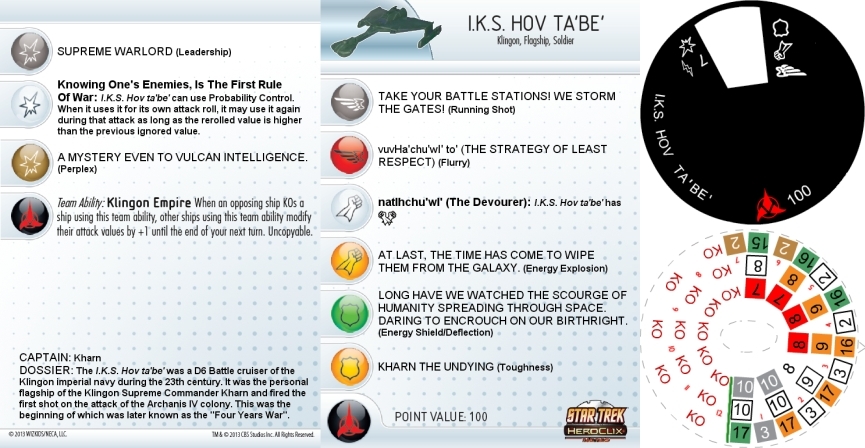 SUPREME WARLORD (Leadership)
Knowing One's Enemies, Is The First Rule
Of War: I.K.S. Hov ta'be' can use Probability Control.
When it uses it for its own attack roll, it may use it again
during that attack as long as the rerolled value is higher
than the previous ignored value.
A MYSTERY EVEN TO VULCAN INTELLIGENCE.
(Perplex)
Team Ability: Klingon Empire When an opposing ship KOs a
ship using this team ability, other ships using this team ability modify
their attack values by +1 until the end of your next turn. Uncopyable.
CAPTAIN: Kharn
DOSSIER: The I.K.S. Hov ta'be' was a D6 Battle cruiser of the
Klingon imperial navy during the 23th century. It was the personal
flagship of the Klingon Supreme Commander Kharn and fired the
first shot on the attack of the Archanis IV colony. This was the
beginning of which was later known as the "Four Years War".
© 2013 WIZKIDS/NECA, LLC.
TM & © 2013 CBS Studios Inc. All Rights Reserved.
I.K.S. HOV TA'BE'
Klingon, Flagship, Soldier
TAKE YOUR BATTLE STATIONS! WE STORM
THE GATES! (Running Shot)
vuvHa'chu'wI' to' (THE STRATEGY OF LEAST
RESPECT) (Flurry)
natlhchu'wI' (The Devourer): I.K.S. Hov ta'be' has
AT LAST, THE TIME HAS COME TO WIPE
THEM FROM THE GALAXY. (Energy Explosion)
LONG HAVE WE WATCHED THE SCOURGE OF
HUMANITY SPREADING THROUGH SPACE.
DARING TO ENCROUCH ON OUR BIRTHRIGHT.
(Energy Shield/Deflection)
KHARN THE UNDYING (Toughness)
POINT VALUE: 100
STAR TREK
HEROCLIX
7
I.K.S. HOV TA'BE'
100
2 15 2 16 2 16 2 16 3 17 3 17 3 17
8 8 9 9 9 10 10
7 7 8 8 8 10 10
KO KO KO KO KO KO KO KO KO KO KO KO